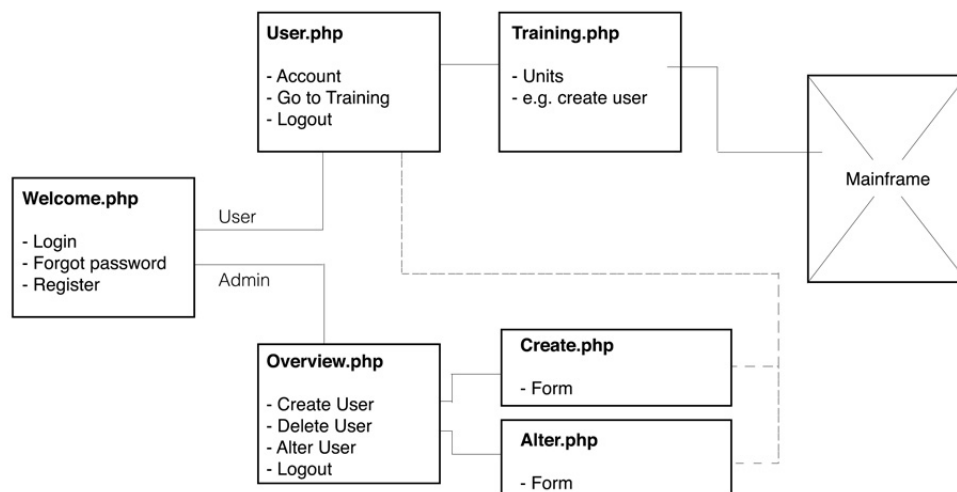 User.php
- Account
- Go to Training
- Logout
Training.php
- Units
- e.g. create user
Mainframe
Welcome.php
- Login
- Forgot password
- Register
User
Admin
Overview.php
- Create User
- Delete User
- Alter User
- Logout
Create.php
- Form
Alter.php
- Form